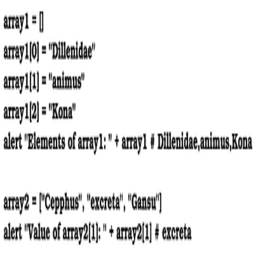 array1 = []
array1[0] = "Dillenidae"
array1[1] = "animus"
array1[2] = "Kona"
alert "Elements of array1: " + array1 # Dillenidae,animus,Kona
array2 = ["Cepphus", "excreta", "Gansu"]
alert "Value of array2[1]: " + array2[1] # excreta